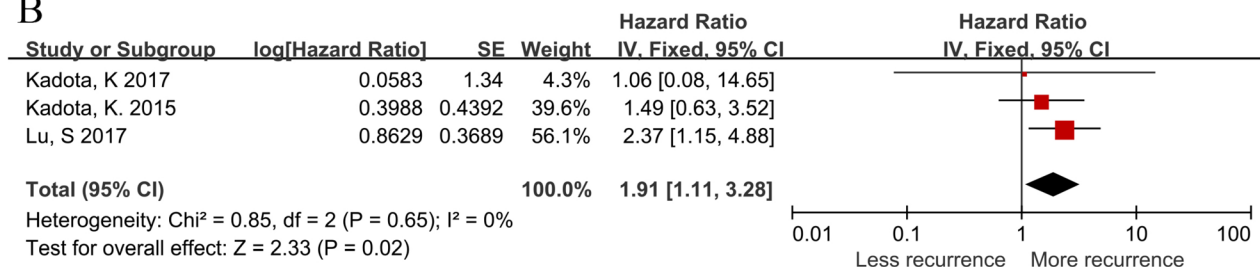 B
Hazard Ratio Hazard Ratio
Study or Subgroup log[Hazard Ratio] SE Weight IV, Fixed, 95% CI IV, Fixed, 95% CI
Kadota, K 2017 0.0583 1.34 4.3% 1.06 [0.08, 14.65]
Kadota, K. 2015 0.3988 0.4392 39.6% 1.49 [0.63, 3.52]
Lu, S 2017 0.8629 0.3689 56.1% 2.37 [1.15, 4.88]
Total (95% CI) 100.0% 1.91 [1.11, 3.28]
Heterogeneity: Chi² = 0.85, df = 2 (P = 0.65); I² = 0%
Test for overall effect: Z = 2.33 (P = 0.02)
0.01 0.1 1 10 100
Less recurrence More recurrence